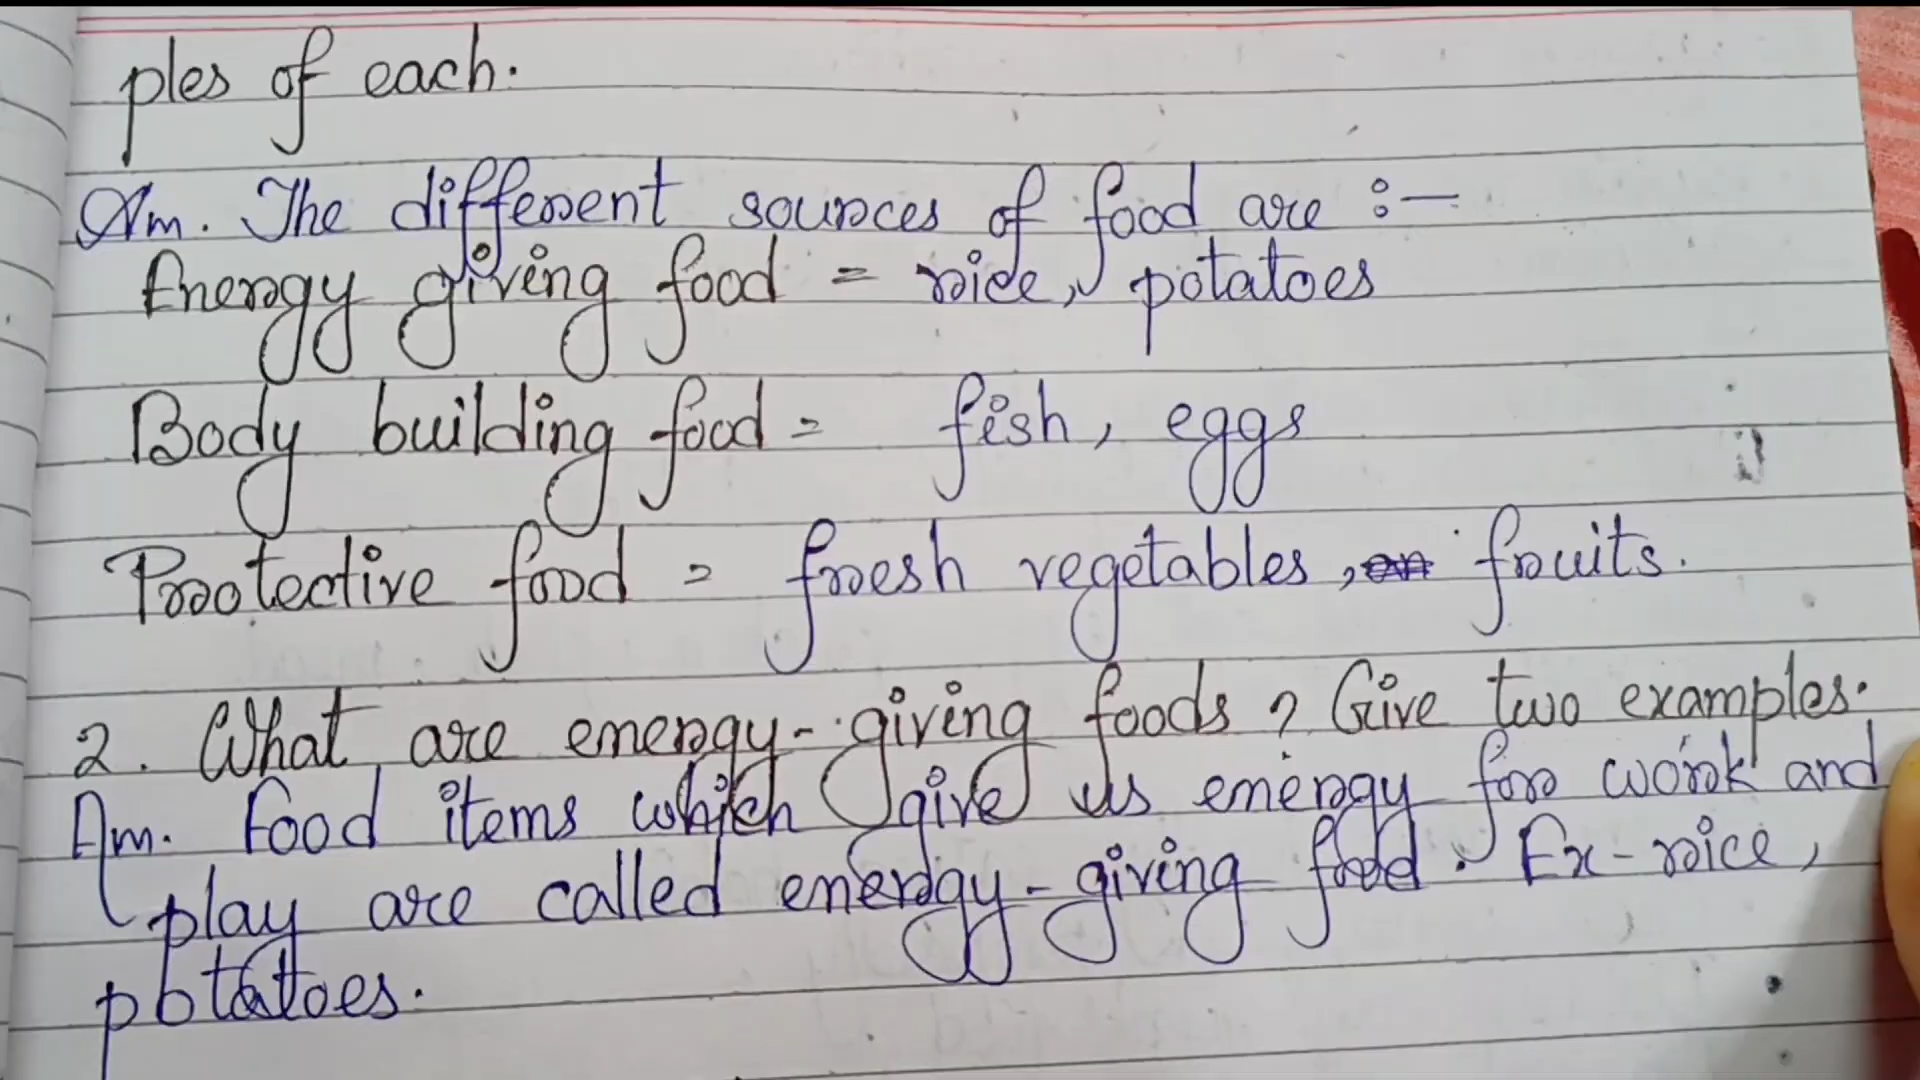 ples of each.
Ans. The different sources of food are :-
Energy giving food = rice, potatoes
Body building food = fish, eggs
Protective food = fresh vegetables, fruits.
2. What are energy-giving foods? Give two examples.
Ans. Food items which give us energy for work and
play are called energy-giving food. Ex-rice,
potatoes.